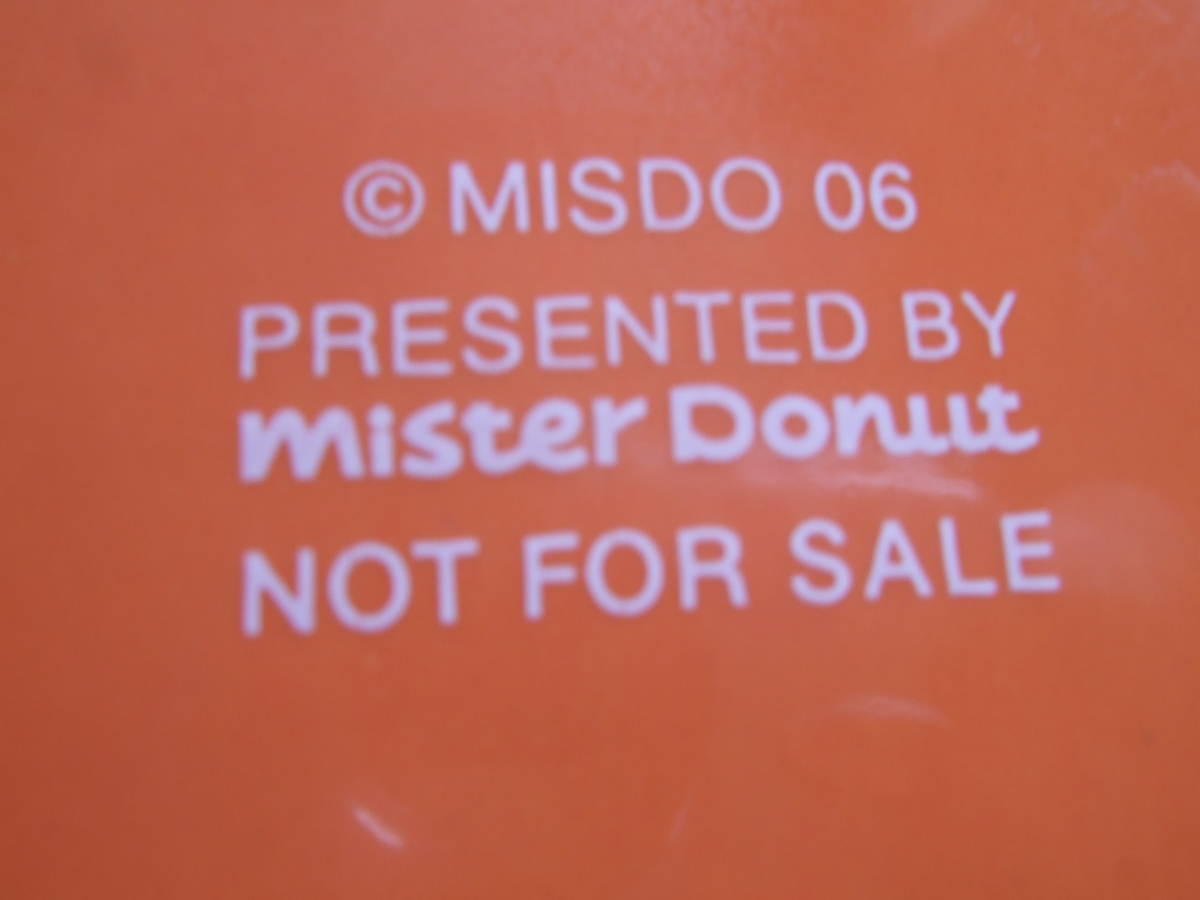 © MISDO 06
PRESENTED BY
mister Donut
NOT FOR SALE